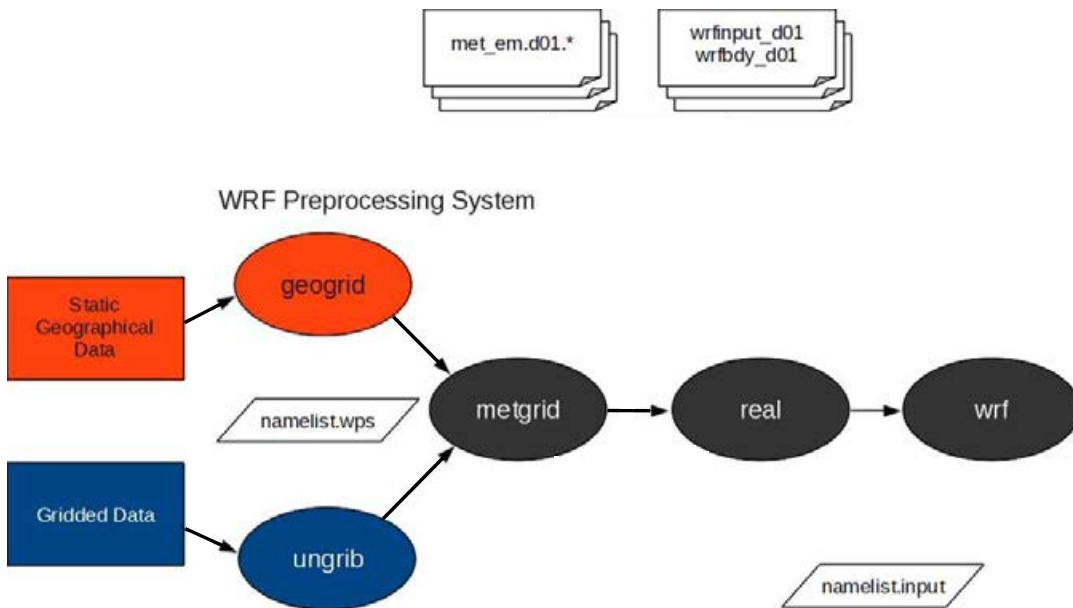 met_em.d01.*
wrfinput_d01
wrfbdy_d01
WRF Preprocessing System
geogrid
Static
Geographical
Data
metgrid
real
wrf
namelist.wps
Gridded Data
ungrib
namelist.input